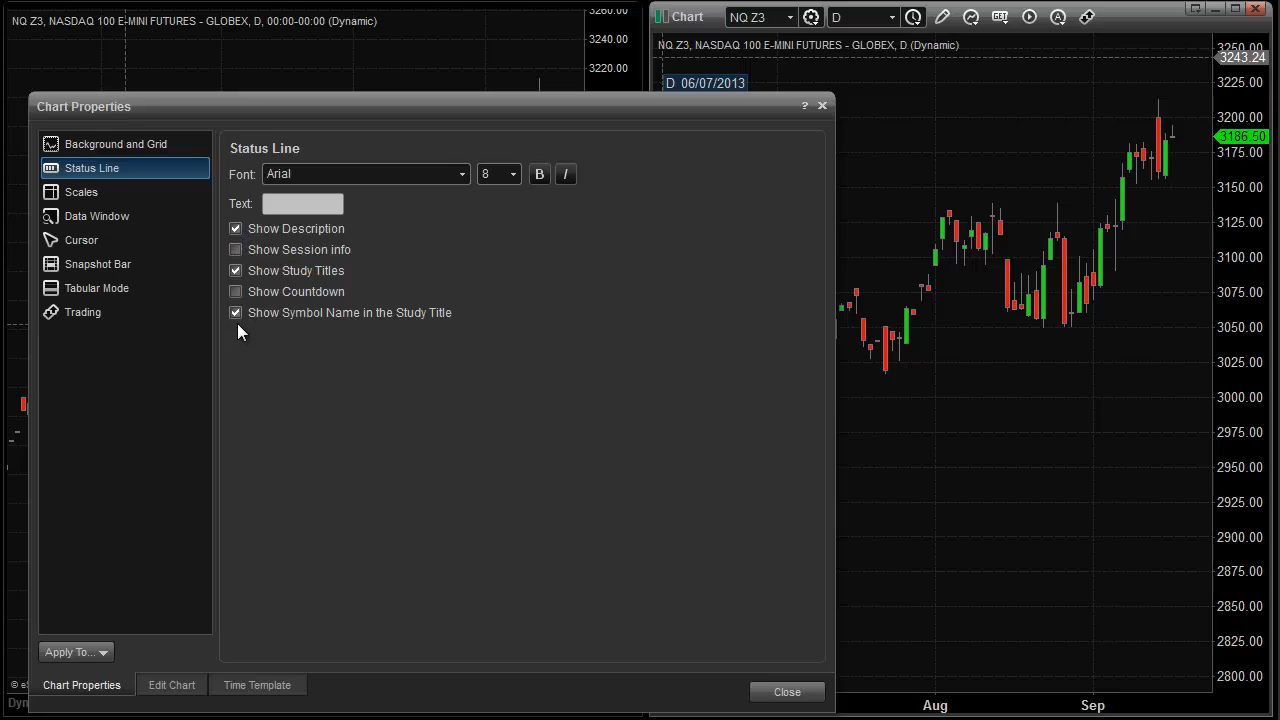 NQ Z3, NASDAQ 100 E-MINI FUTURES - GLOBEX, D, 00:00-00:00 (Dynamic)
3260.00
3240.00
3220.00
Chart
NQ Z3
D
GET
A
NQ Z3, NASDAQ 100 E-MINI FUTURES - GLOBEX, D (Dynamic)
D 06/07/2013
3250.00
3243.24
3225.00
3200.00
3186.50
3175.00
3150.00
3125.00
3100.00
3075.00
3050.00
3025.00
3000.00
2975.00
2950.00
2925.00
2900.00
2875.00
2850.00
2825.00
2800.00
Aug
Sep
Chart Properties
?
Background and Grid
Status Line
Scales
Data Window
Cursor
Snapshot Bar
Tabular Mode
Trading
Status Line
Font:
Arial
8
B
I
Text:
Show Description
Show Session info
Show Study Titles
Show Countdown
Show Symbol Name in the Study Title
Apply To...
Chart Properties
Edit Chart
Time Template
Close